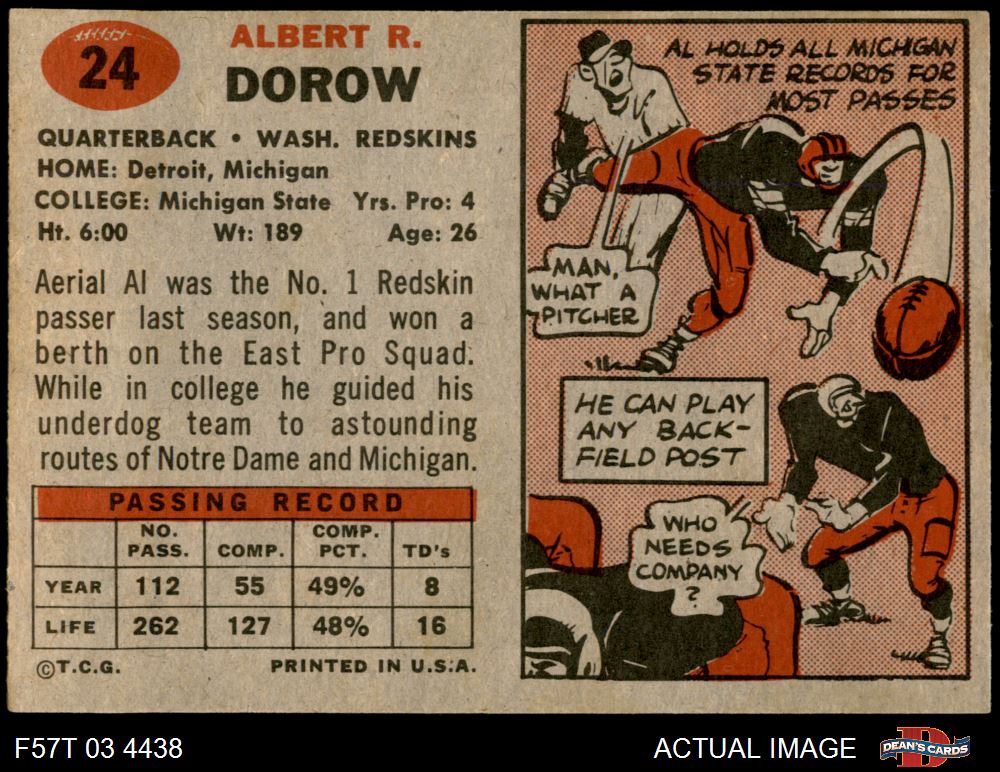 24
ALBERT R.
DOROW
QUARTERBACK • WASH. REDSKINS
HOME: Detroit, Michigan
COLLEGE: Michigan State Yrs. Pro: 4
Ht. 6:00 Wt: 189 Age: 26
Aerial Al was the No. 1 Redskin
passer last season, and won a
berth on the East Pro Squad.
While in college he guided his
underdog team to astounding
routes of Notre Dame and Michigan.
PASSING RECORD
NO. PASS. COMP. COMP. PCT. TD's
YEAR 112 55 49% 8
LIFE 262 127 48% 16
©T.C.G. PRINTED IN U.S.A.
AL HOLDS ALL MICHIGAN
STATE RECORDS FOR
MOST PASSES
MAN,
WHAT A
PITCHER
HE CAN PLAY
ANY BACK-
FIELD POST
WHO
NEEDS
COMPANY
?
F57T 03 4438
ACTUAL IMAGE
D
DEAN'S CARDS